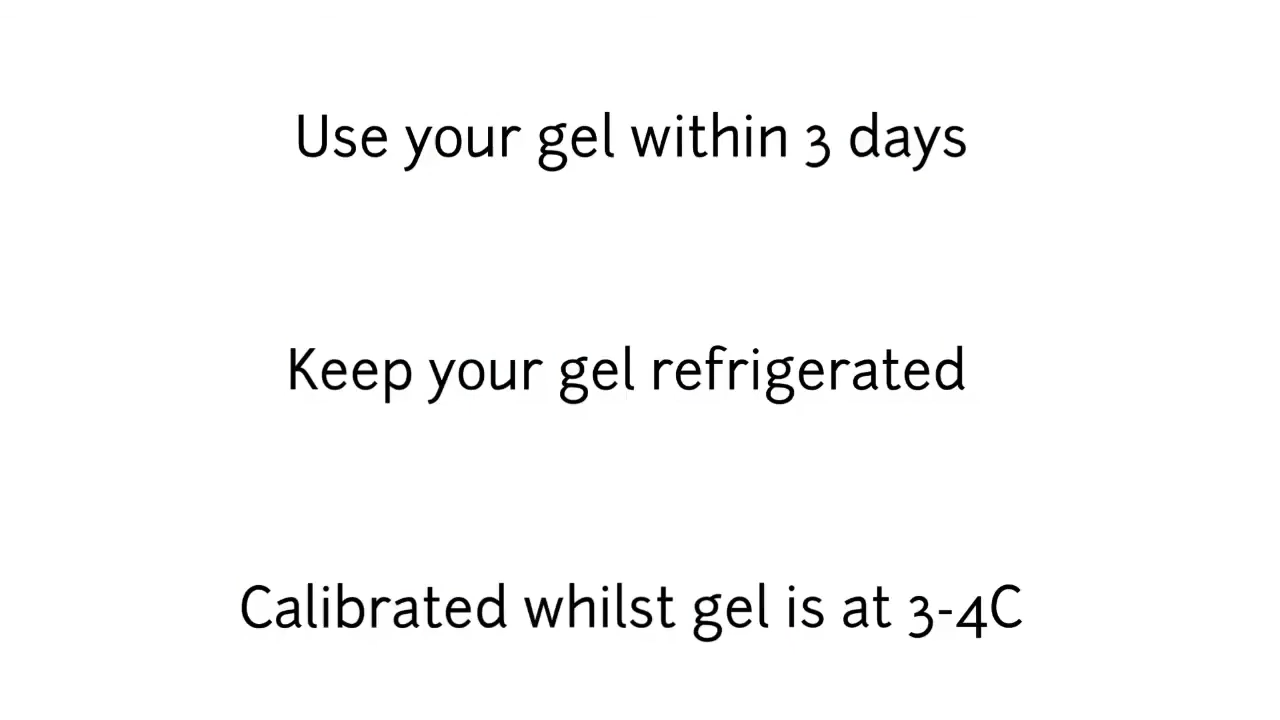 Use your gel within 3 days
Keep your gel refrigerated
Calibrated whilst gel is at 3-4C